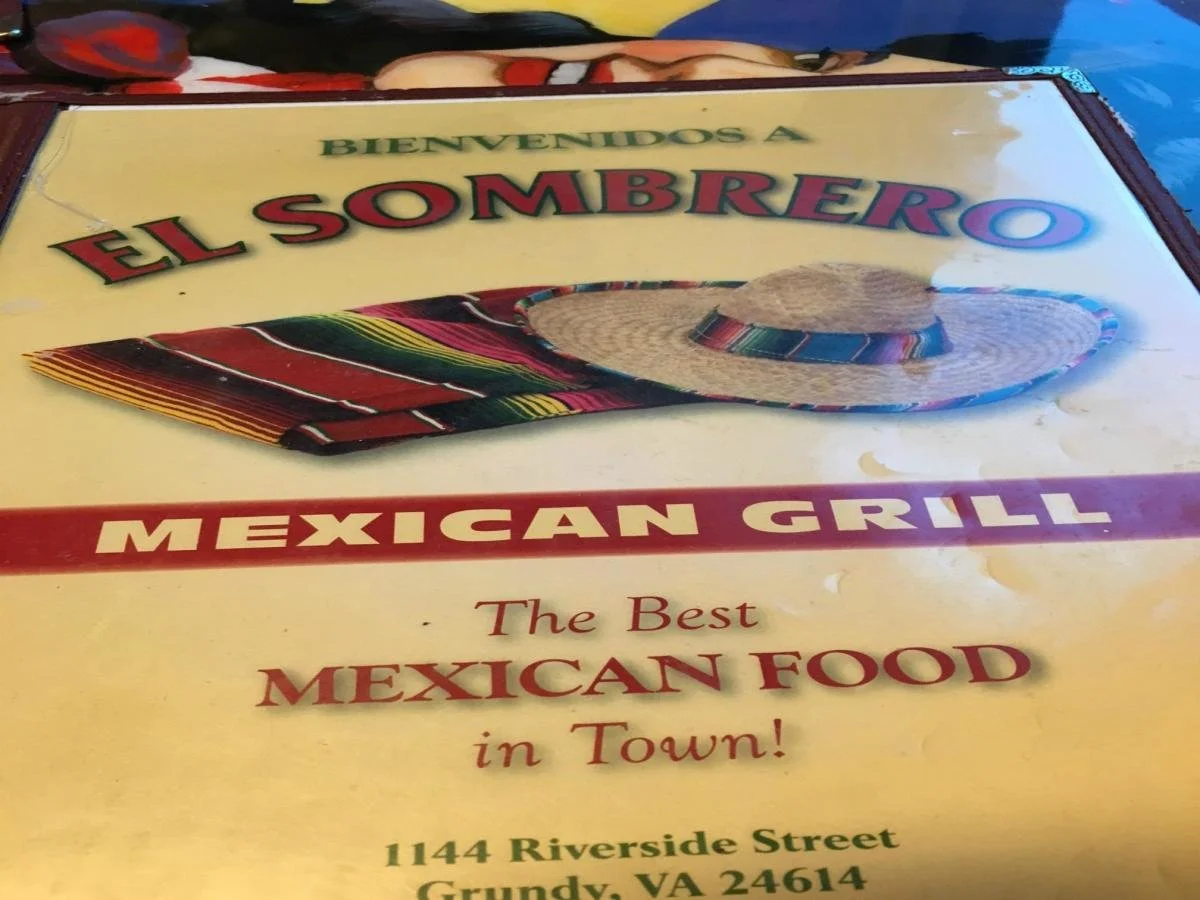 BIENVENIDOS A
EL SOMBRERO
MEXICAN GRILL
The Best
MEXICAN FOOD
in Town!
1144 Riverside Street
Grundy, VA 24614